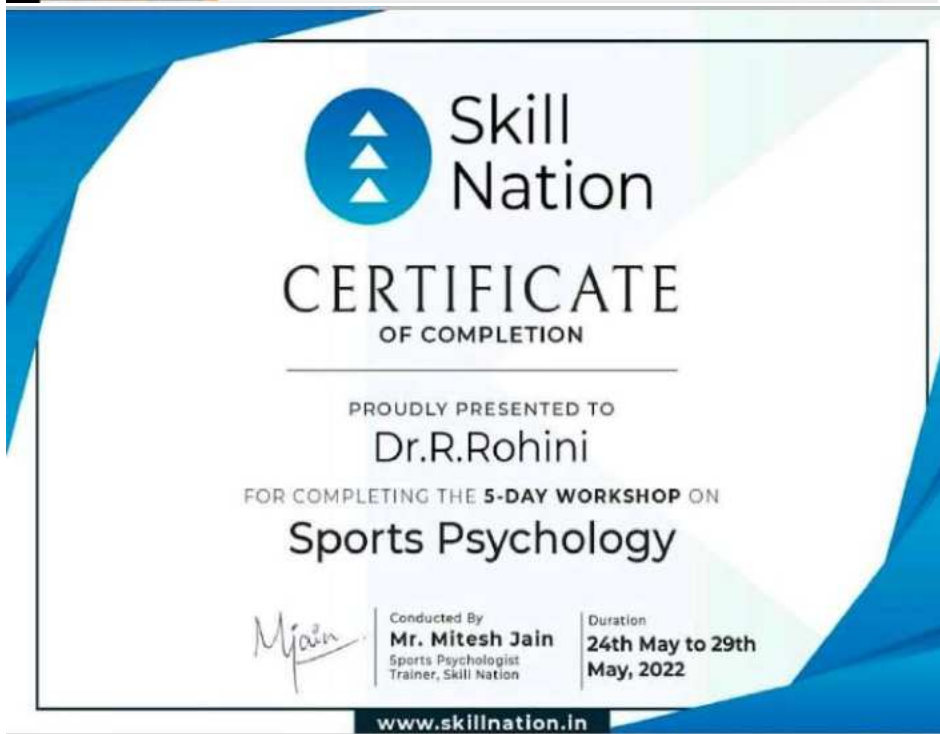 Skill
Nation
CERTIFICATE
OF COMPLETION
PROUDLY PRESENTED TO
Dr.R.Rohini
FOR COMPLETING THE 5-DAY WORKSHOP ON
Sports Psychology
Mjain
Conducted By
Mr. Mitesh Jain
Sports Psychologist
Trainer, Skill Nation
Duration
24th May to 29th
May, 2022
www.skillnation.in